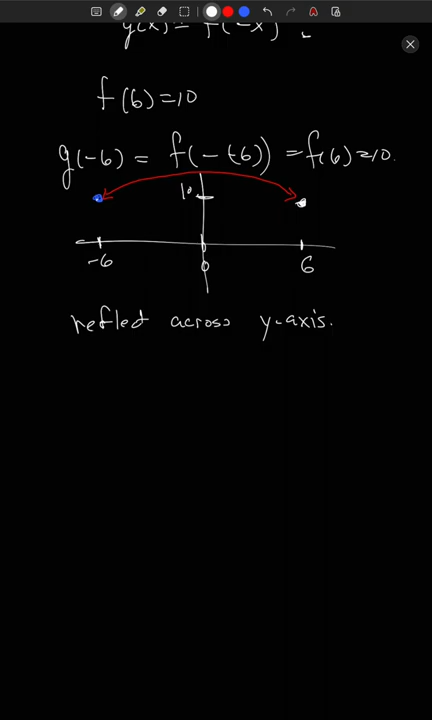 g(x) = f(-x)
f(6)=10
g(-6) = f(-(-6)) = f(6)=10.
10
-6 0 6
reflect across y-axis.